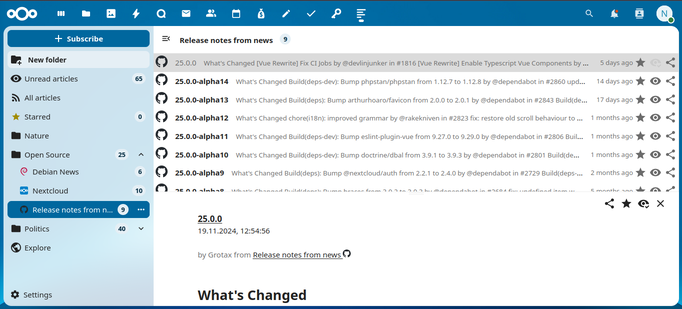 N
+ Subscribe
New folder
Unread articles 65
All articles
Starred 0
Nature
Open Source 25
Debian News 6
Nextcloud 10
Release notes from n... 9
Politics 40
Explore
Settings
Release notes from news 9
25.0.0 What's Changed [Vue Rewrite] Fix CI Jobs by @devlinjunker in #1816 [Vue Rewrite] Enable Typescript Vue Components by ... 5 days ago
25.0.0-alpha14 What's Changed Build(deps-dev): Bump phpstan/phpstan from 1.12.7 to 1.12.8 by @dependabot in #2860 upd... 14 days ago
25.0.0-alpha13 What's Changed Build(deps): Bump arthurhoaro/favicon from 2.0.0 to 2.0.1 by @dependabot in #2843 Build(de... 17 days ago
25.0.0-alpha12 What's Changed chore(i18n): improved grammar by @rakekniven in #2823 fix: restore old scroll behaviour to ... 1 months ago
25.0.0-alpha11 What's Changed Build(deps-dev): Bump eslint-plugin-vue from 9.27.0 to 9.29.0 by @dependabot in #2806 Buil... 1 months ago
25.0.0-alpha10 What's Changed Build(deps-dev): Bump doctrine/dbal from 3.9.1 to 3.9.3 by @dependabot in #2801 Build(de... 1 months ago
25.0.0-alpha9 What's Changed Build(deps): Bump @nextcloud/auth from 2.2.1 to 2.4.0 by @dependabot in #2729 Build(deps-... 2 months ago
25.0.0
19.11.2024, 12:54:56
by Grotax from Release notes from news
What's Changed